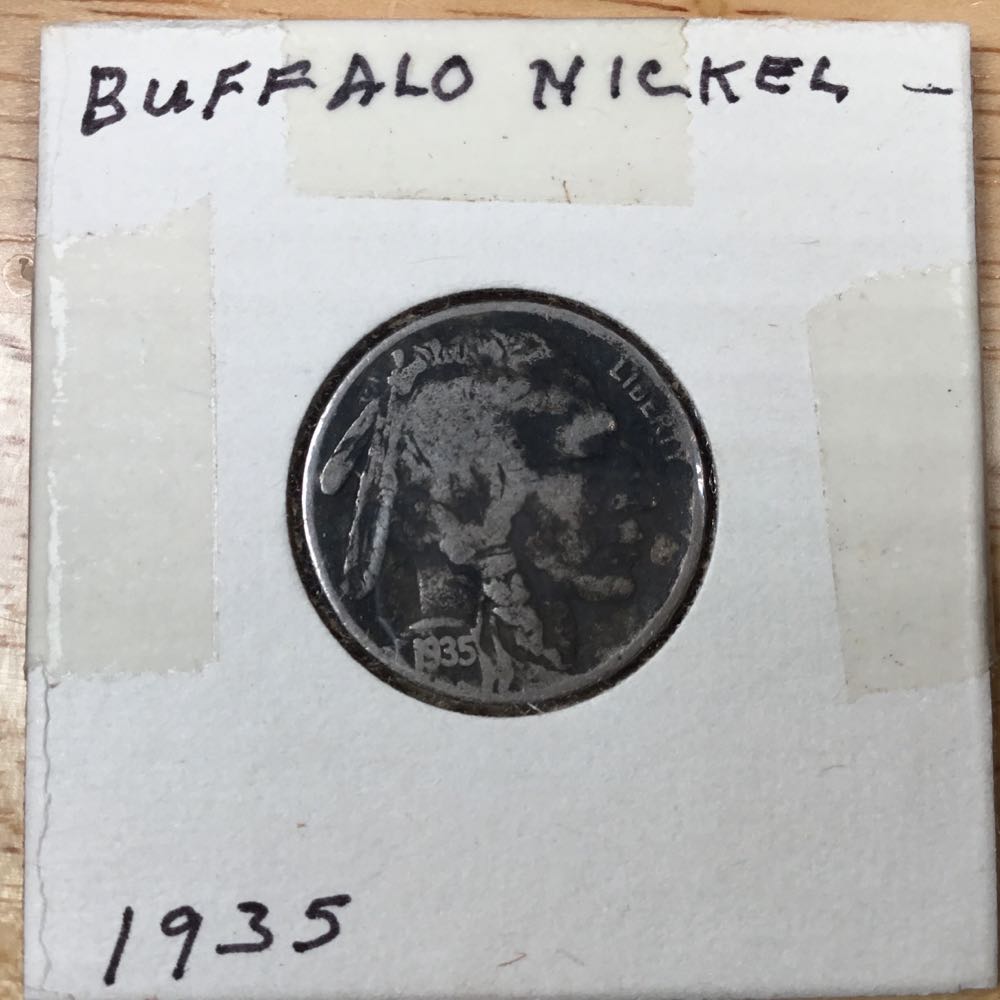 BUFFALO NICKEL -
LIBERTY
1935
1935